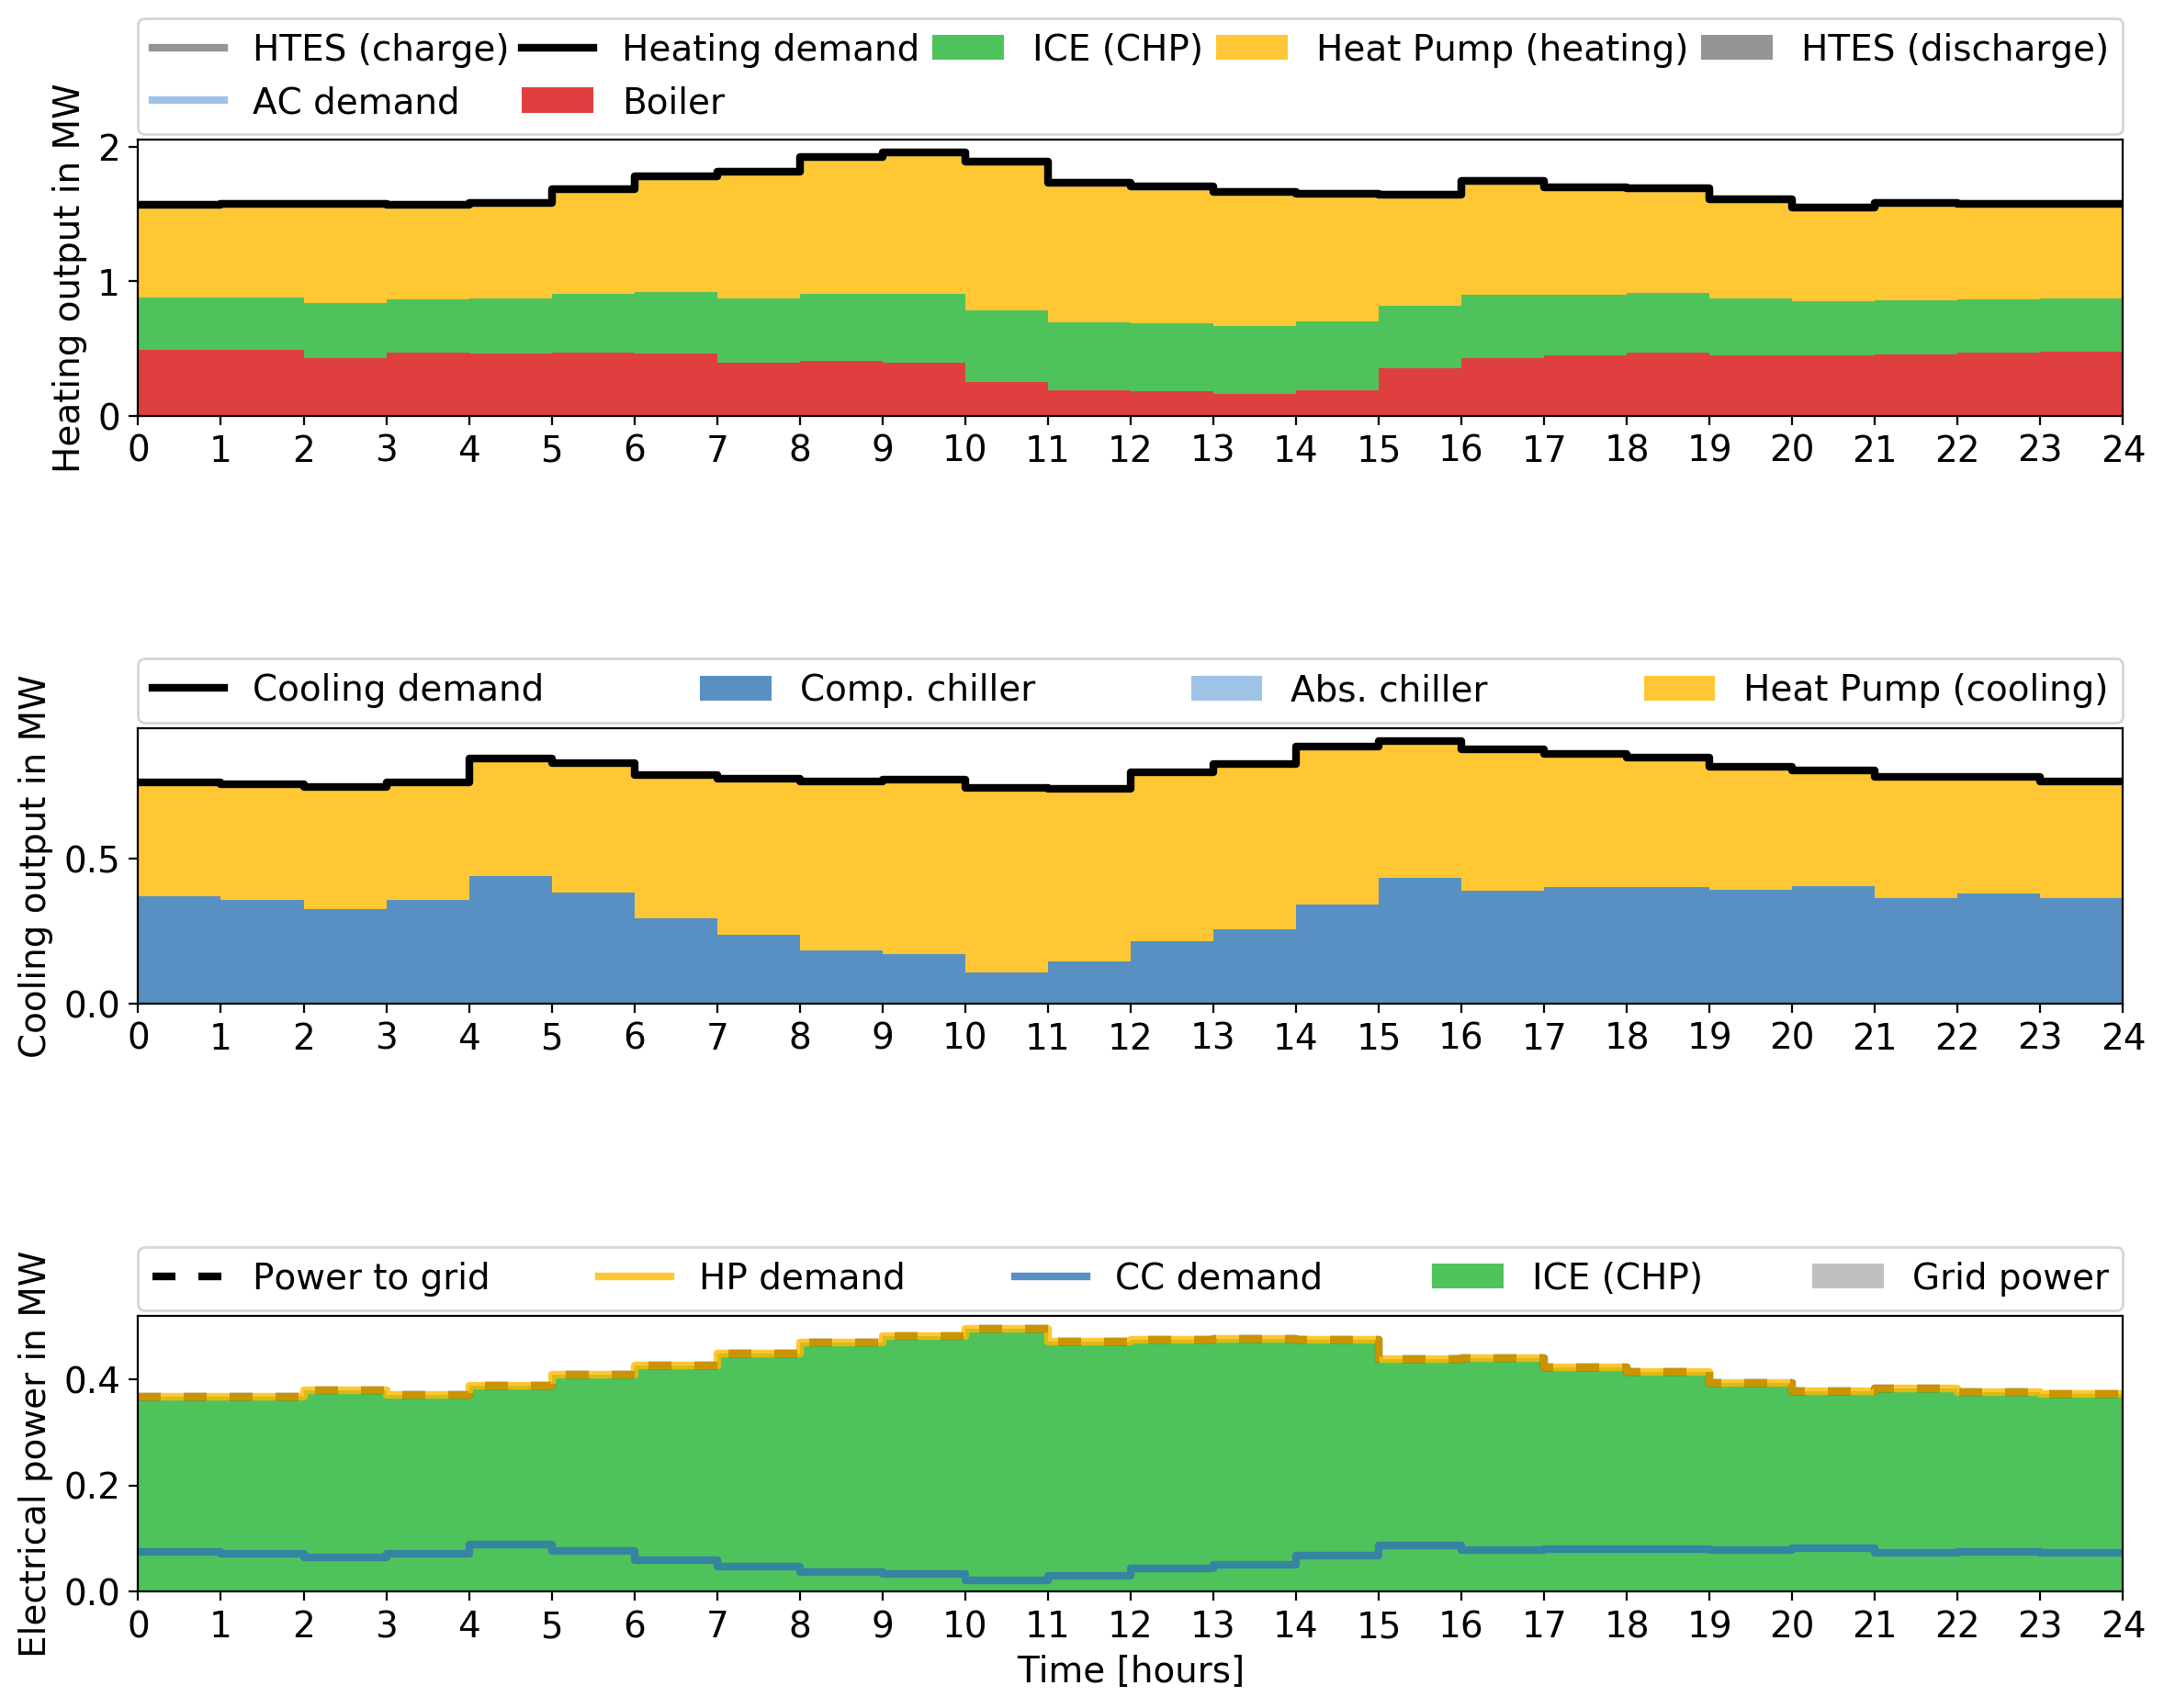 HTES (charge) Heating demand ICE (CHP) Heat Pump (heating) HTES (discharge)
AC demand Boiler
Heating output in MW
2
1
0
0 1 2 3 4 5 6 7 8 9 10 11 12 13 14 15 16 17 18 19 20 21 22 23 24
Cooling demand Comp. chiller Abs. chiller Heat Pump (cooling)
Cooling output in MW
0.5
0.0
0 1 2 3 4 5 6 7 8 9 10 11 12 13 14 15 16 17 18 19 20 21 22 23 24
Power to grid HP demand CC demand ICE (CHP) Grid power
Electrical power in MW
0.4
0.2
0.0
0 1 2 3 4 5 6 7 8 9 10 11 12 13 14 15 16 17 18 19 20 21 22 23 24
Time [hours]